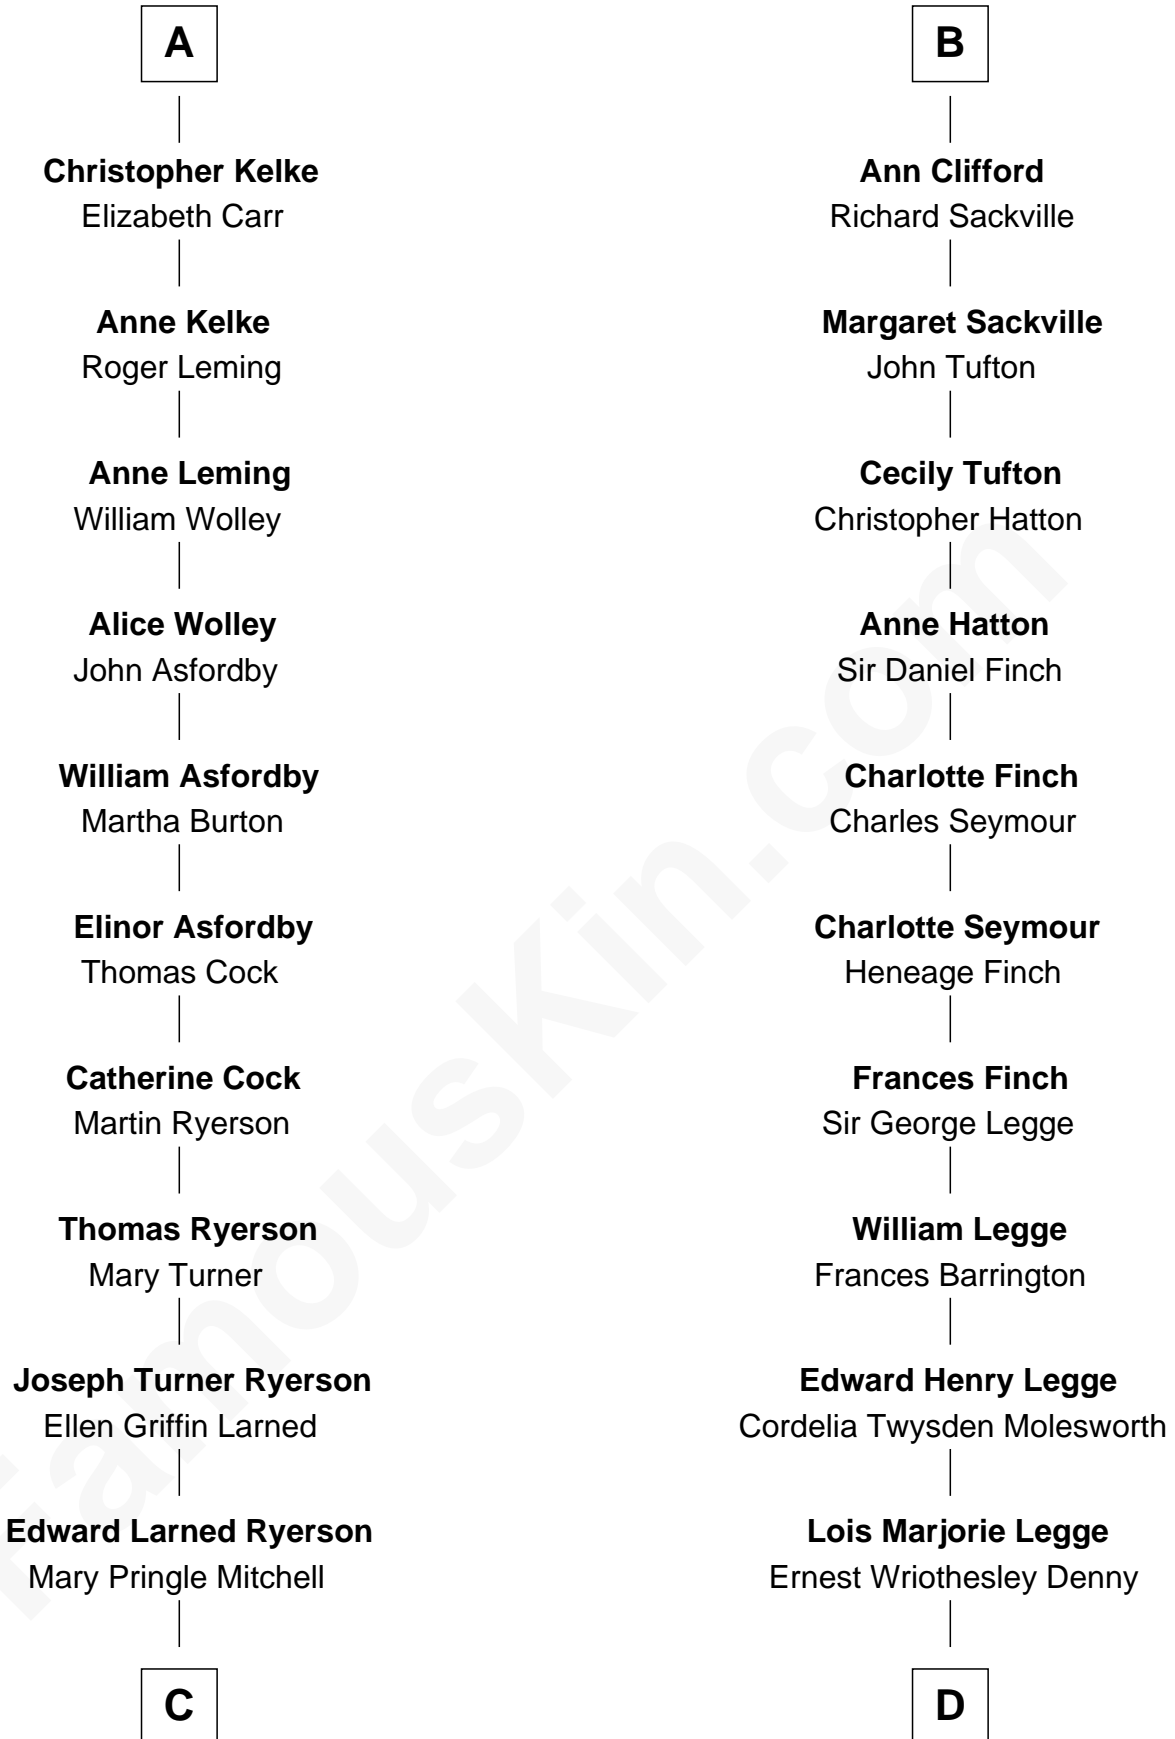 A
Christopher Kelke
Elizabeth Carr
Anne Kelke
Roger Leming
Anne Leming
William Wolley
Alice Wolley
John Asfordby
William Asfordby
Martha Burton
Elinor Asfordby
Thomas Cock
Catherine Cock
Martin Ryerson
Thomas Ryerson
Mary Turner
Joseph Turner Ryerson
Ellen Griffin Larned
Edward Larned Ryerson
Mary Pringle Mitchell
C
B
Ann Clifford
Richard Sackville
Margaret Sackville
John Tufton
Cecily Tufton
Christopher Hatton
Anne Hatton
Sir Daniel Finch
Charlotte Finch
Charles Seymour
Charlotte Seymour
Heneage Finch
Frances Finch
Sir George Legge
William Legge
Frances Barrington
Edward Henry Legge
Cordelia Twysden Molesworth
Lois Marjorie Legge
Ernest Wriothesley Denny
D
FamousKin.com